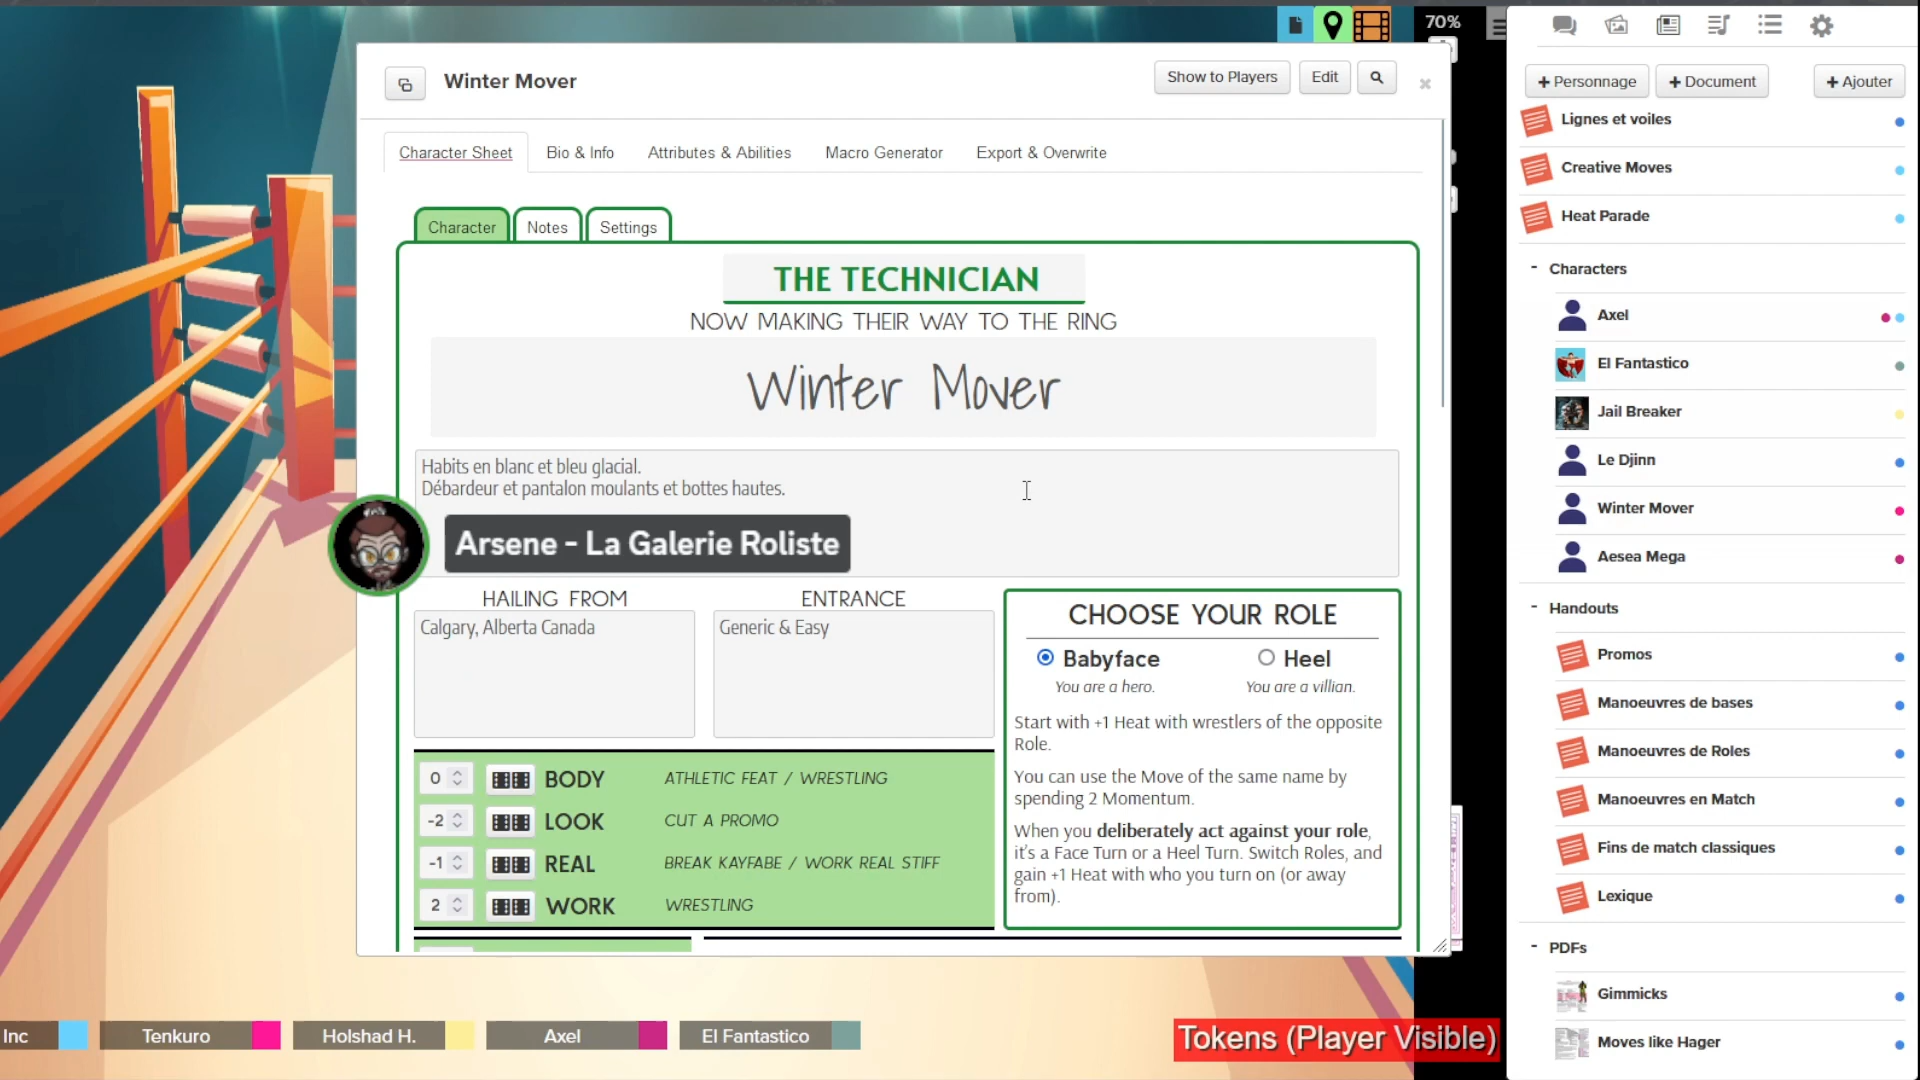 70%
Winter Mover
Show to Players
Edit
Character Sheet
Bio & Info
Attributes & Abilities
Macro Generator
Export & Overwrite
Character
Notes
Settings
THE TECHNICIAN
NOW MAKING THEIR WAY TO THE RING
Winter Mover
Habits en blanc et bleu glacial.
Débardeur et pantalon moulants et bottes hautes.
Arsene - La Galerie Roliste
HAILING FROM
Calgary, Alberta Canada
ENTRANCE
Generic & Easy
CHOOSE YOUR ROLE
Babyface
You are a hero.
Heel
You are a villian.
Start with +1 Heat with wrestlers of the opposite
Role.
You can use the Move of the same name by
spending 2 Momentum.
When you deliberately act against your role,
it's a Face Turn or a Heel Turn. Switch Roles, and
gain +1 Heat with who you turn on (or away
from).
0 BODY ATHLETIC FEAT / WRESTLING
-2 LOOK CUT A PROMO
-1 REAL BREAK KAYFABE / WORK REAL STIFF
2 WORK WRESTLING
Inc
Tenkuro
Holshad H.
Axel
El Fantastico
Tokens (Player Visible)
+ Personnage
+ Document
+ Ajouter
Lignes et voiles
Creative Moves
Heat Parade
- Characters
Axel
El Fantastico
Jail Breaker
Le Djinn
Winter Mover
Aesea Mega
- Handouts
Promos
Manoeuvres de bases
Manoeuvres de Roles
Manoeuvres en Match
Fins de match classiques
Lexique
- PDFs
Gimmicks
Moves like Hager